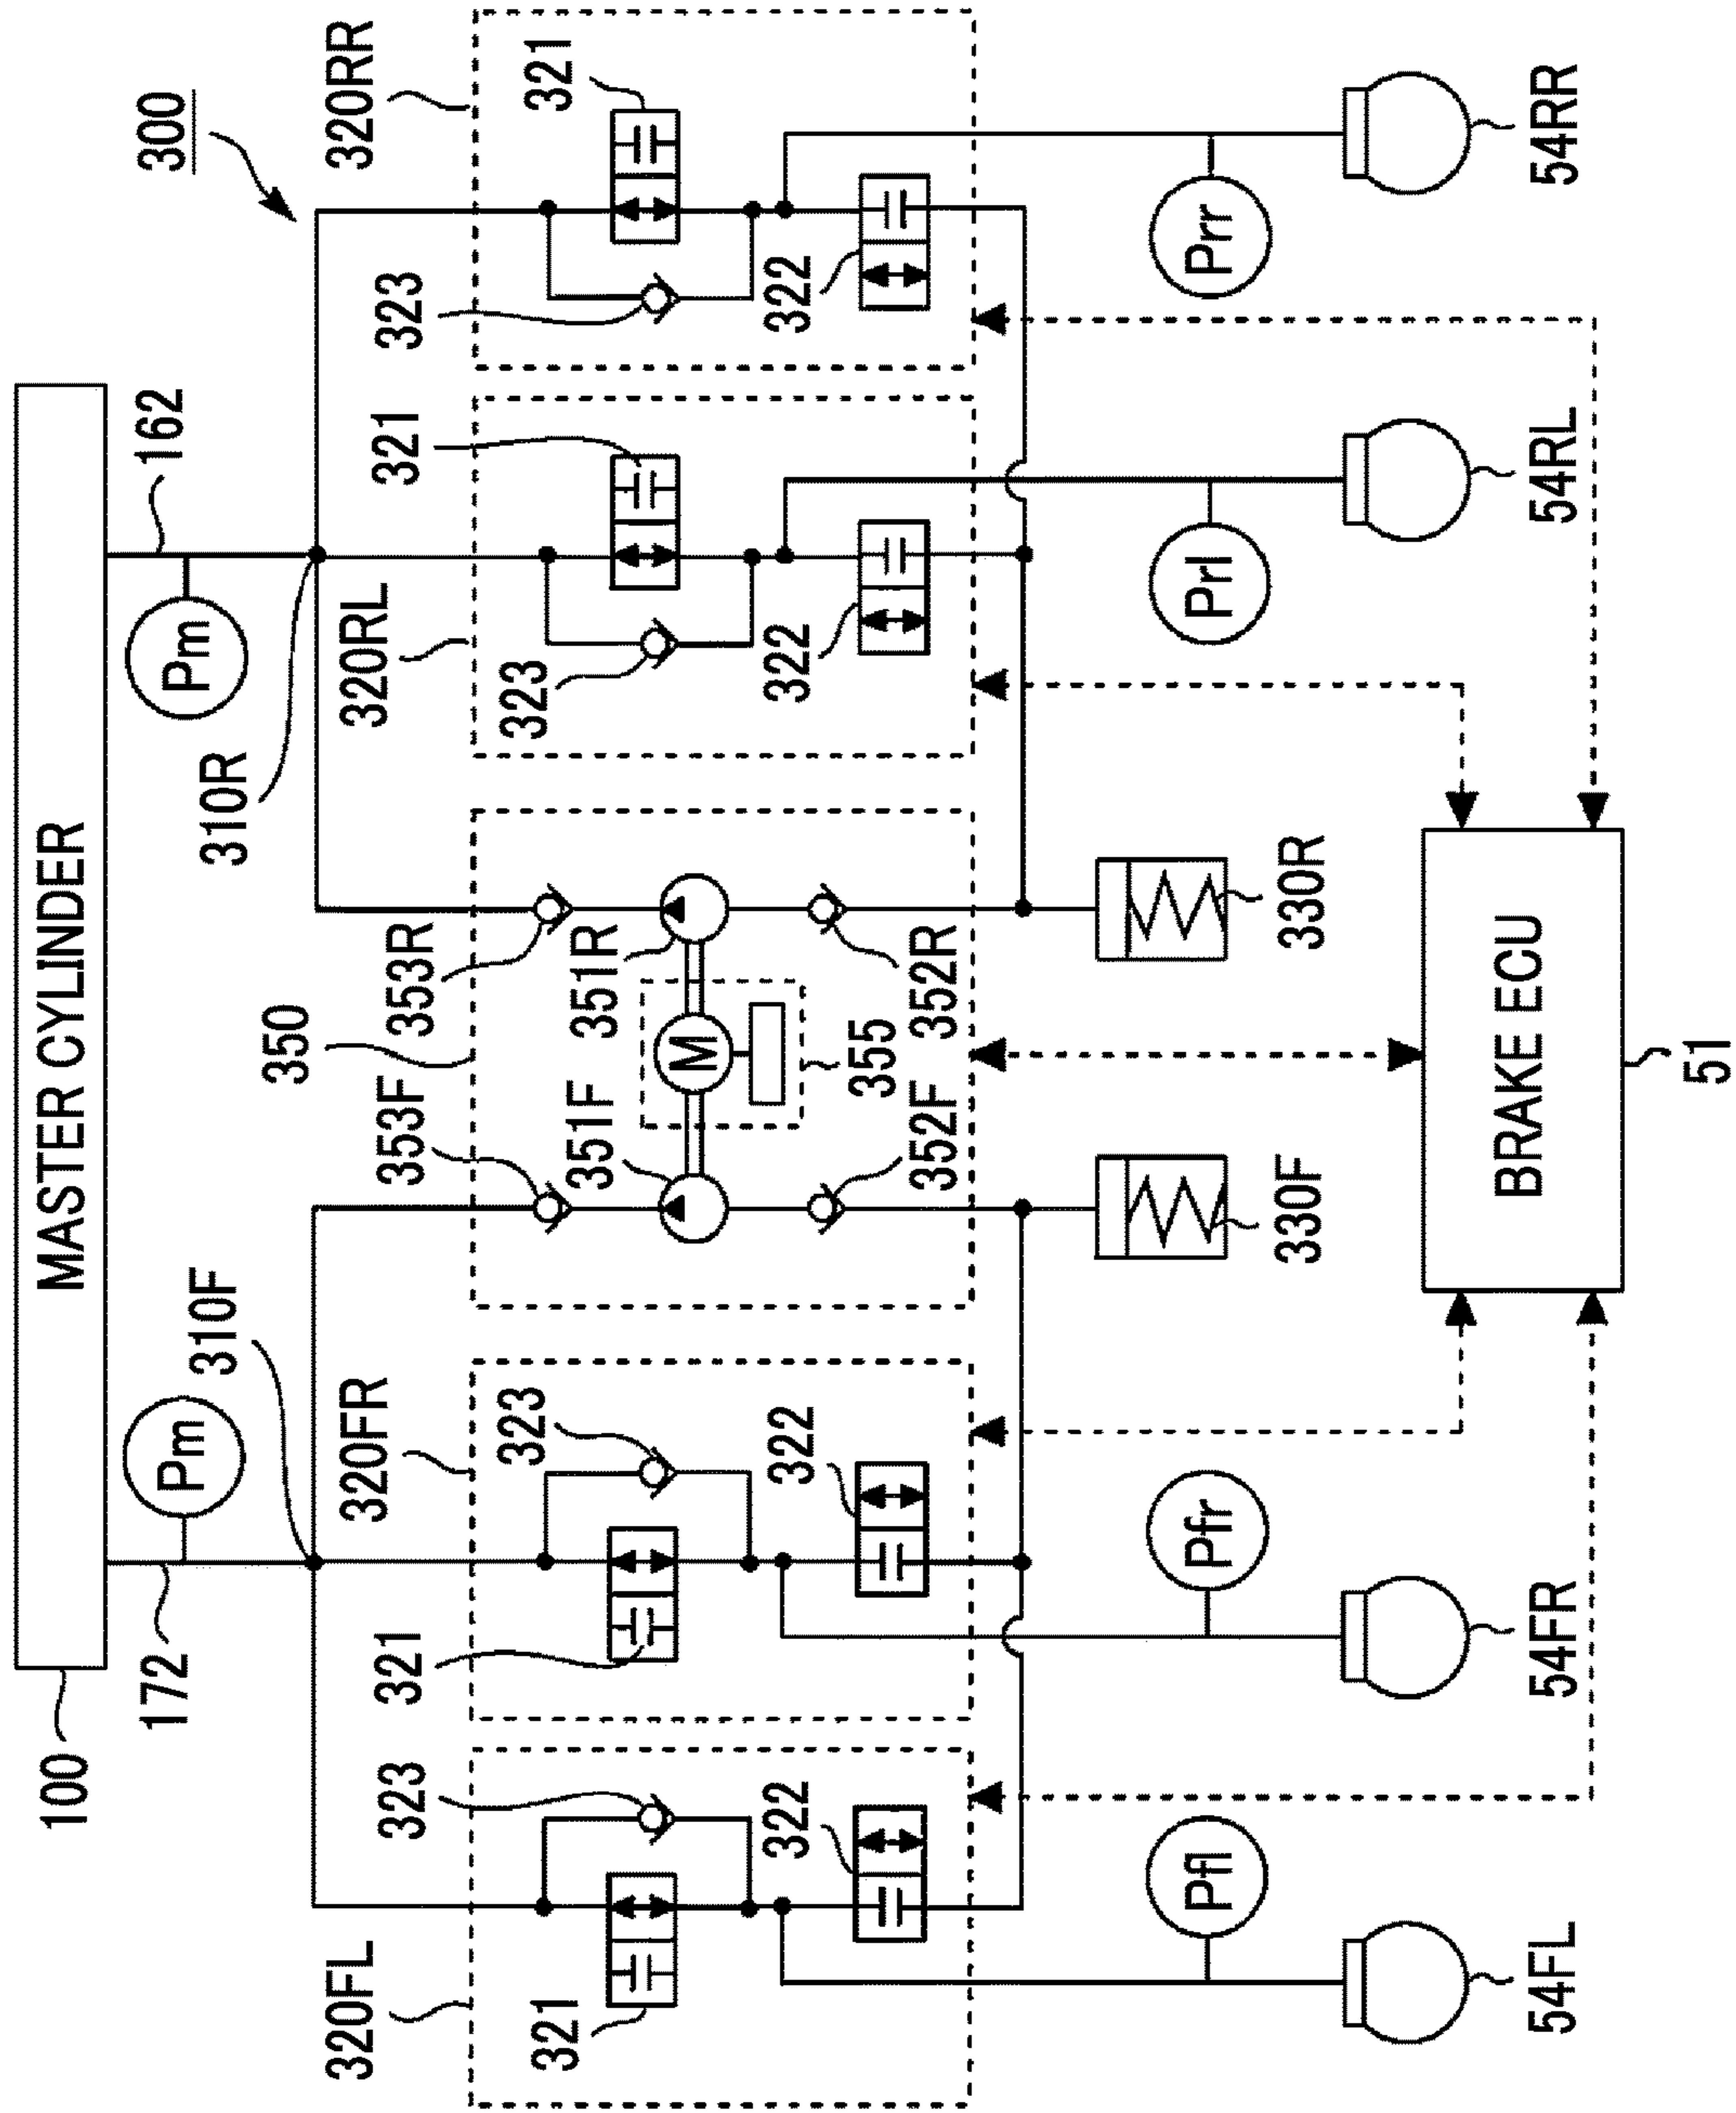 100
MASTER CYLINDER
172
Pm
Pm
162
300
310F
310R
350
320FL
320FR
320RL
320RR
323
321
353F
353R
321
323
321
323
323
321
351F
351R
M
322
322
322
322
355
352F
352R
Pfl
Pfr
Prl
Prr
330F
330R
BRAKE ECU
54FL
54FR
54RL
54RR
51